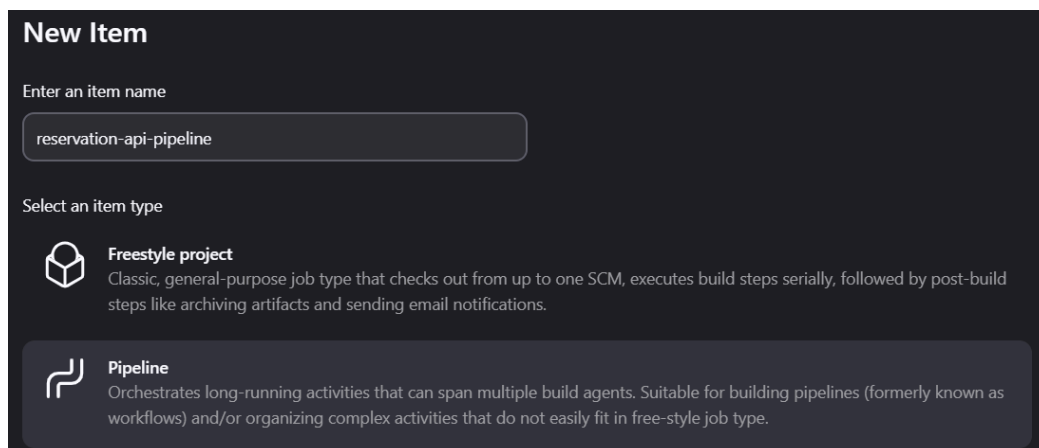 New Item
Enter an item name
reservation-api-pipeline
Select an item type
Freestyle project
Classic, general-purpose job type that checks out from up to one SCM, executes build steps serially, followed by post-build
steps like archiving artifacts and sending email notifications.
Pipeline
Orchestrates long-running activities that can span multiple build agents. Suitable for building pipelines (formerly known as
workflows) and/or organizing complex activities that do not easily fit in free-style job type.